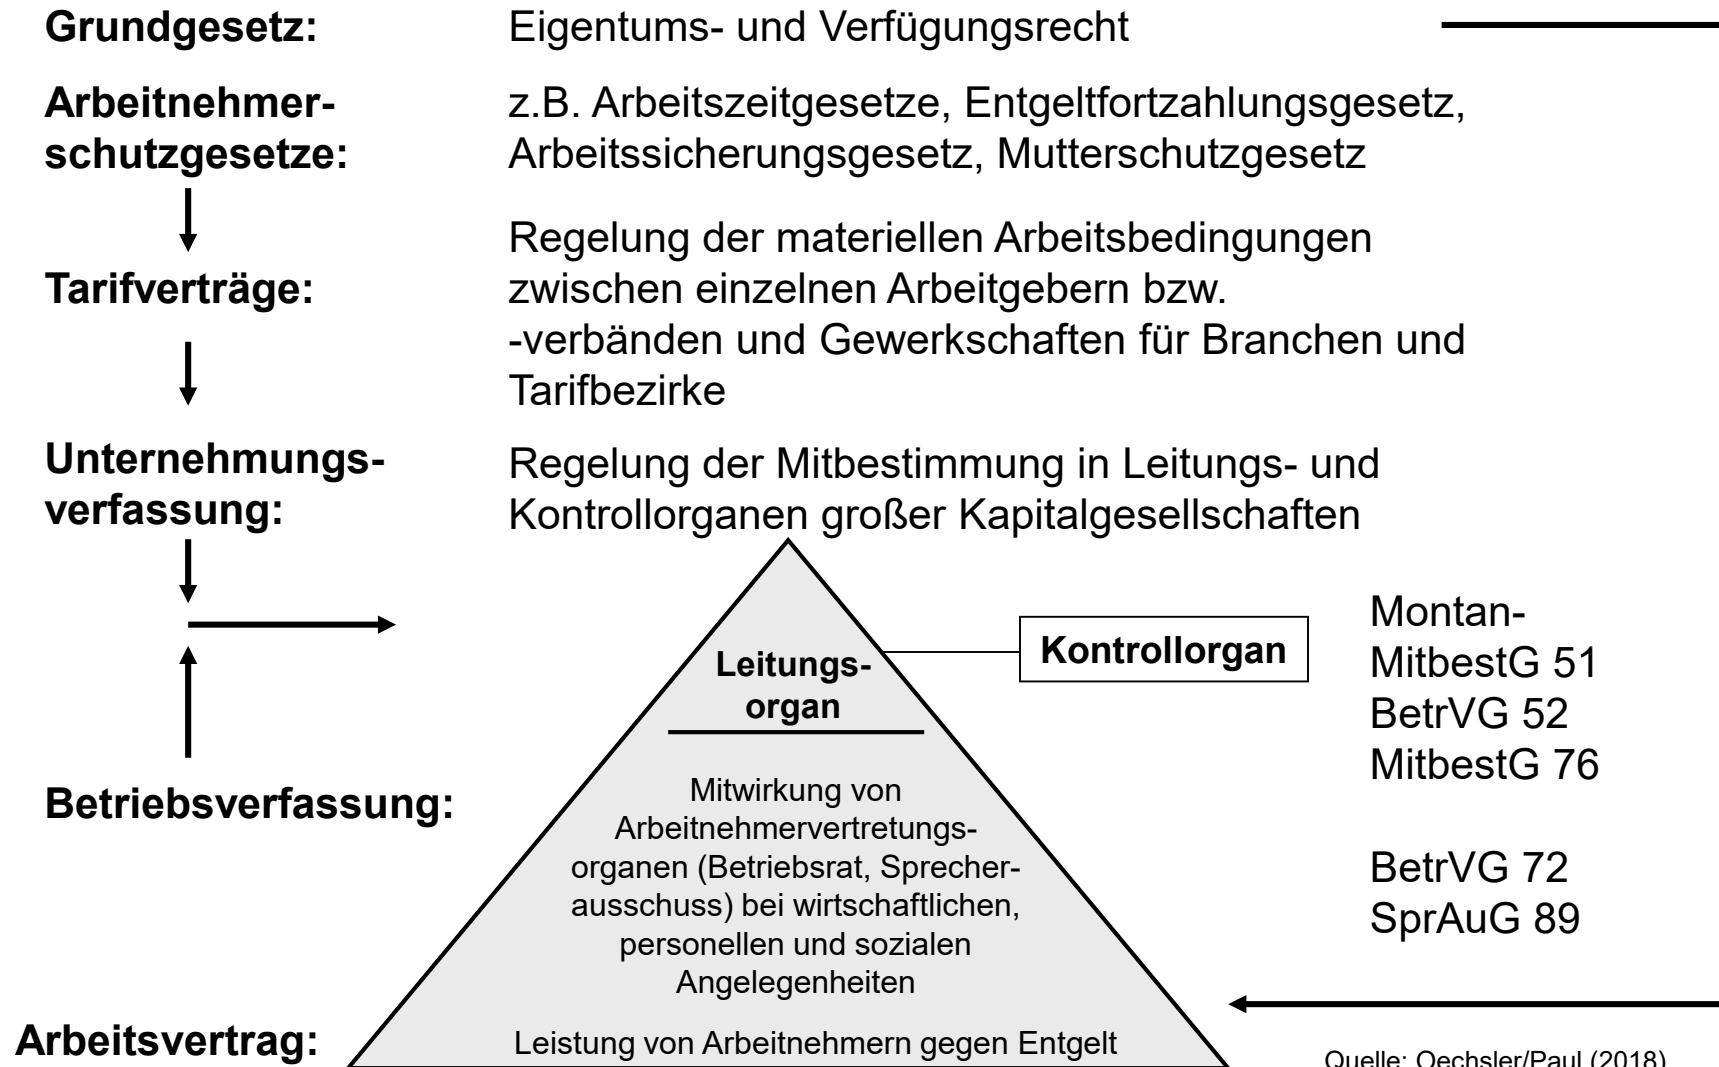 Grundgesetz: Eigentums- und Verfügungsrecht
Arbeitnehmer-
schutzgesetze:
z.B. Arbeitszeitgesetze, Entgeltfortzahlungsgesetz,
Arbeitssicherungsgesetz, Mutterschutzgesetz
Tarifverträge:
Regelung der materiellen Arbeitsbedingungen
zwischen einzelnen Arbeitgebern bzw.
-verbänden und Gewerkschaften für Branchen und
Tarifbezirke
Unternehmungs-
verfassung:
Regelung der Mitbestimmung in Leitungs- und
Kontrollorganen großer Kapitalgesellschaften
Leitungs-
organ
Kontrollorgan
Montan-
MitbestG 51
BetrVG 52
MitbestG 76
Betriebsverfassung:
Mitwirkung von
Arbeitnehmervertretungs-
organen (Betriebsrat, Sprecher-
ausschuss) bei wirtschaftlichen,
personellen und sozialen
Angelegenheiten
BetrVG 72
SprAuG 89
Arbeitsvertrag:
Leistung von Arbeitnehmern gegen Entgelt
Quelle: Oechsler/Paul (2018)